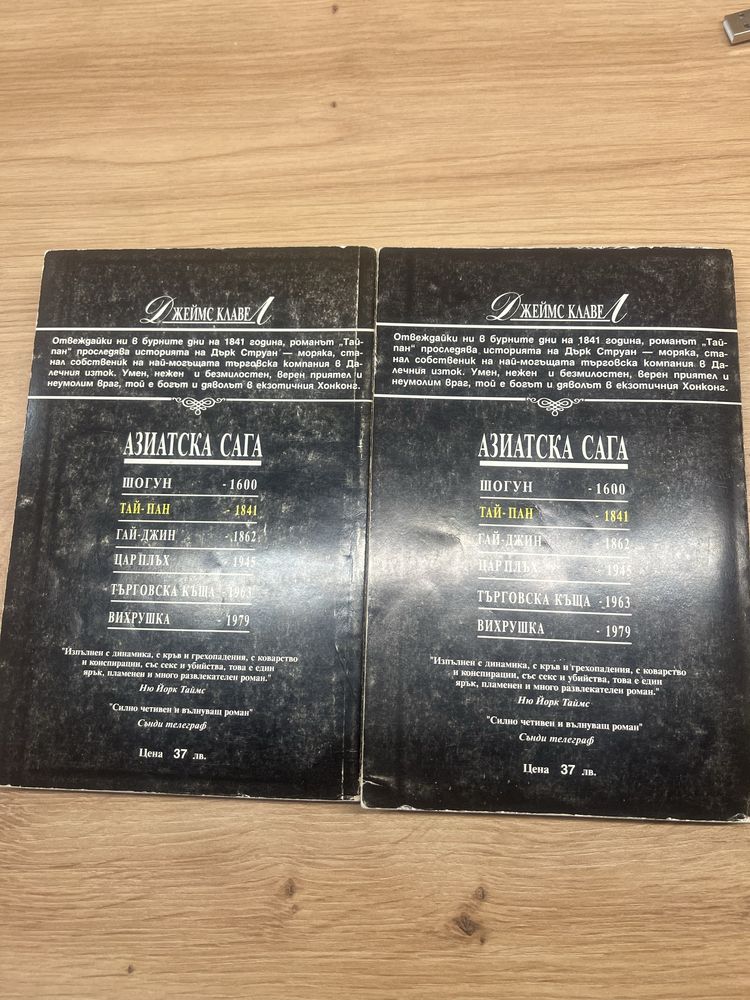 ДЖЕЙМС КЛАВЕЛ
Отвеждайки ни в бурните дни на 1841 година, романът „Тай-
пан" проследява историята на Дърк Струан — моряка, ста-
нал собственик на най-могъщата търговска компания в Да-
лечния изток. Умен, нежен и безмилостен, верен приятел и
неумолим враг, той е богът и дяволът в екзотичния Хонконг.
АЗИАТСКА САГА
ШОГУН - 1600
ТАЙ-ПАН - 1841
ГАЙ-ДЖИН - 1862
ЦАР ПЛЪХ - 1945
ТЪРГОВСКА КЪЩА - 1963
ВИХРУШКА - 1979
"Изпълнен с динамика, с кръв и грехопадения, с коварство
и конспирации, със секс и убийства, това е един
ярък, пламенен и много развлекателен роман."
Ню Йорк Таймс
"Силно четивен и вълнуващ роман"
Сънди телеграф
Цена 37 лв.
ДЖЕЙМС КЛАВЕЛ
Отвеждайки ни в бурните дни на 1841 година, романът „Тай-
пан" проследява историята на Дърк Струан — моряка, ста-
нал собственик на най-могъщата търговска компания в Да-
лечния изток. Умен, нежен и безмилостен, верен приятел и
неумолим враг, той е богът и дяволът в екзотичния Хонконг.
АЗИАТСКА САГА
ШОГУН - 1600
ТАЙ-ПАН - 1841
ГАЙ-ДЖИН - 1862
ЦАР ПЛЪХ - 1945
ТЪРГОВСКА КЪЩА - 1963
ВИХРУШКА - 1979
"Изпълнен с динамика, с кръв и грехопадения, с коварство
и конспирации, със секс и убийства, това е един
ярък, пламенен и много развлекателен роман."
Ню Йорк Таймс
"Силно четивен и вълнуващ роман"
Сънди телеграф
Цена 37 лв.